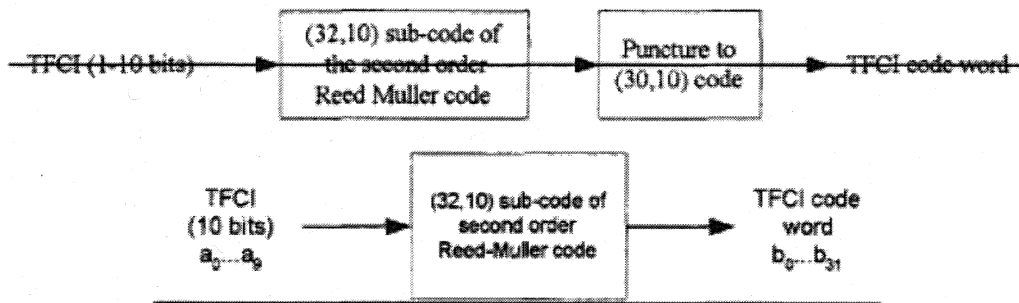 TFCI (1-10 bits)
(32,10) sub-code of
the second order
Reed Muller code
Puncture to
(30,10) code
TFCI code word
TFCI
(10 bits)
a₀...a₉
(32,10) sub-code of
second order
Reed-Muller code
TFCI code
word
b₀...b₃₁